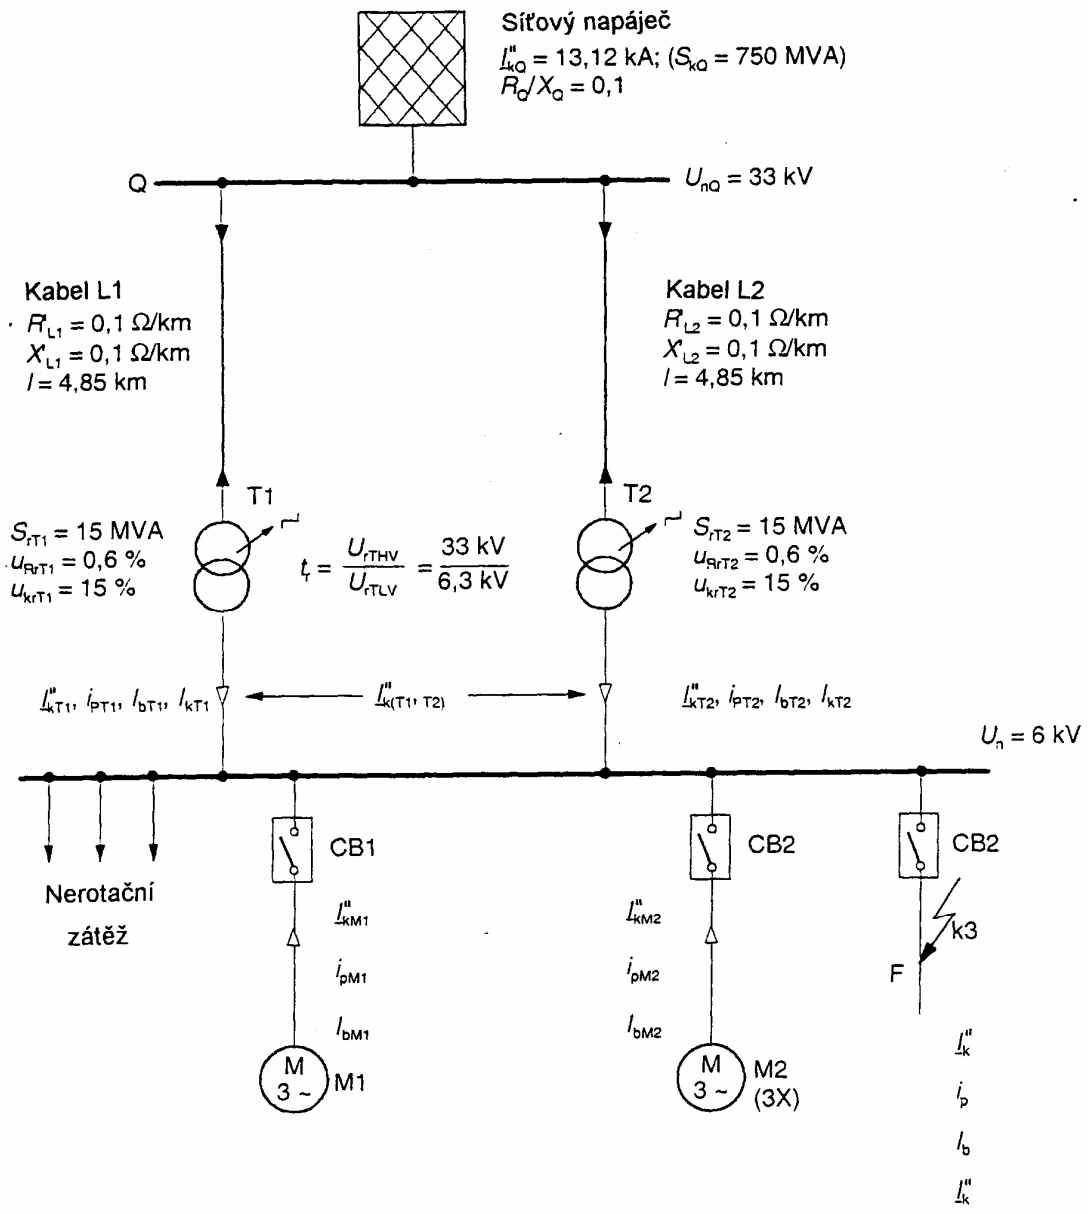 Síťový napáječ
I"kQ = 13,12 kA; (SkQ = 750 MVA)
RQ/XQ = 0,1
Q
UnQ = 33 kV
Kabel L1
R'L1 = 0,1 Ω/km
X'L1 = 0,1 Ω/km
l = 4,85 km
Kabel L2
R'L2 = 0,1 Ω/km
X'L2 = 0,1 Ω/km
l = 4,85 km
T1
T2
SrT1 = 15 MVA
uRrT1 = 0,6 %
ukrT1 = 15 %
tr = UrTHV / UrTLV = 33 kV / 6,3 kV
SrT2 = 15 MVA
uRrT2 = 0,6 %
ukrT2 = 15 %
I"kT1, ipT1, IbT1, IkT1
I"k(T1, T2)
I"kT2, ipT2, IbT2, IkT2
Un = 6 kV
CB1
CB2
CB2
Nerotační
zátěž
I"kM1
ipM1
IbM1
I"kM2
ipM2
IbM2
k3
F
M
3 ~
M1
M
3 ~
M2
(3X)
I"k
ip
Ib
I"k